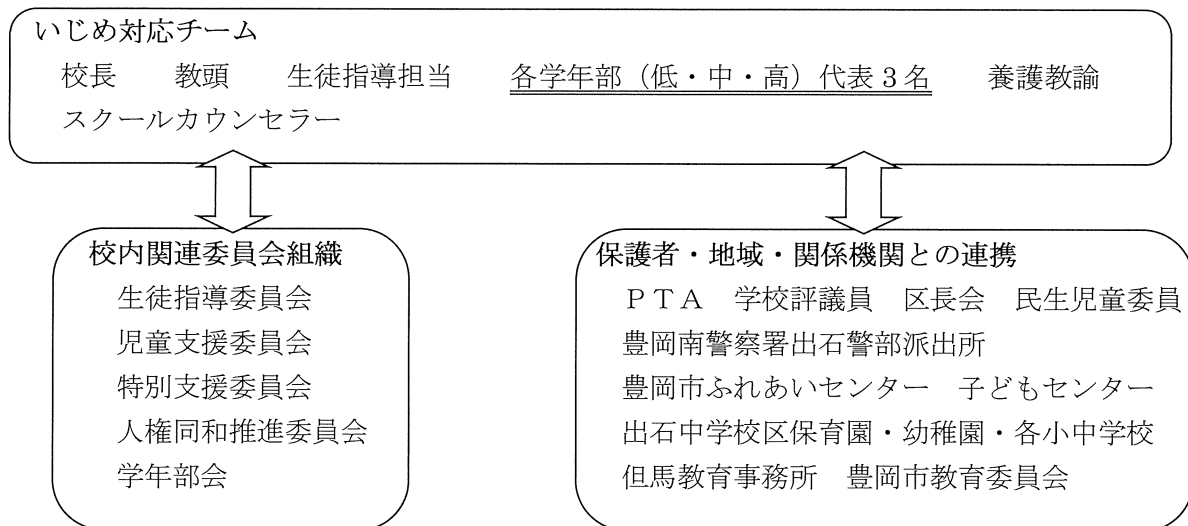 いじめ対応チーム
校長　教頭　生徒指導担当　各学年部（低・中・高）代表３名　養護教諭
スクールカウンセラー
校内関連委員会組織
生徒指導委員会
児童支援委員会
特別支援委員会
人権同和推進委員会
学年部会
保護者・地域・関係機関との連携
ＰＴＡ　学校評議員　区長会　民生児童委員
豊岡南警察署出石警部派出所
豊岡市ふれあいセンター　子どもセンター
出石中学校区保育園・幼稚園・各小中学校
但馬教育事務所　豊岡市教育委員会